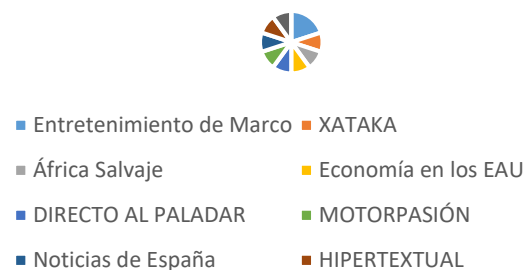 Entretenimiento de Marco XATAKA
África Salvaje Economía en los EAU
DIRECTO AL PALADAR MOTORPASIÓN
Noticias de España HIPERTEXTUAL